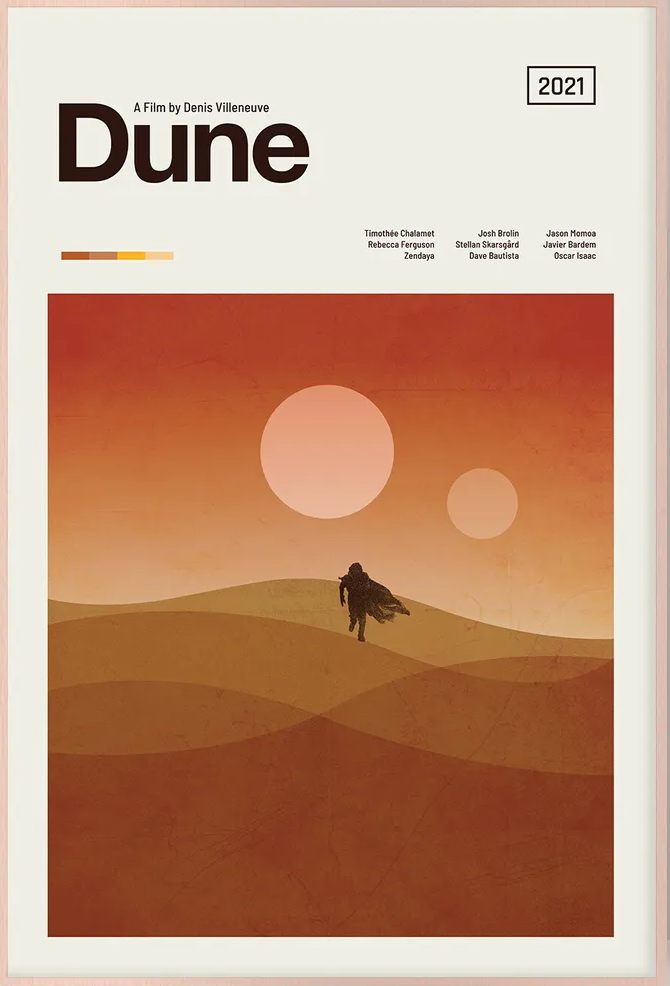 2021
A Film by Denis Villeneuve
Dune
Timothée Chalamet
Rebecca Ferguson
Zendaya
Josh Brolin
Stellan Skarsgård
Dave Bautista
Jason Momoa
Javier Bardem
Oscar Isaac